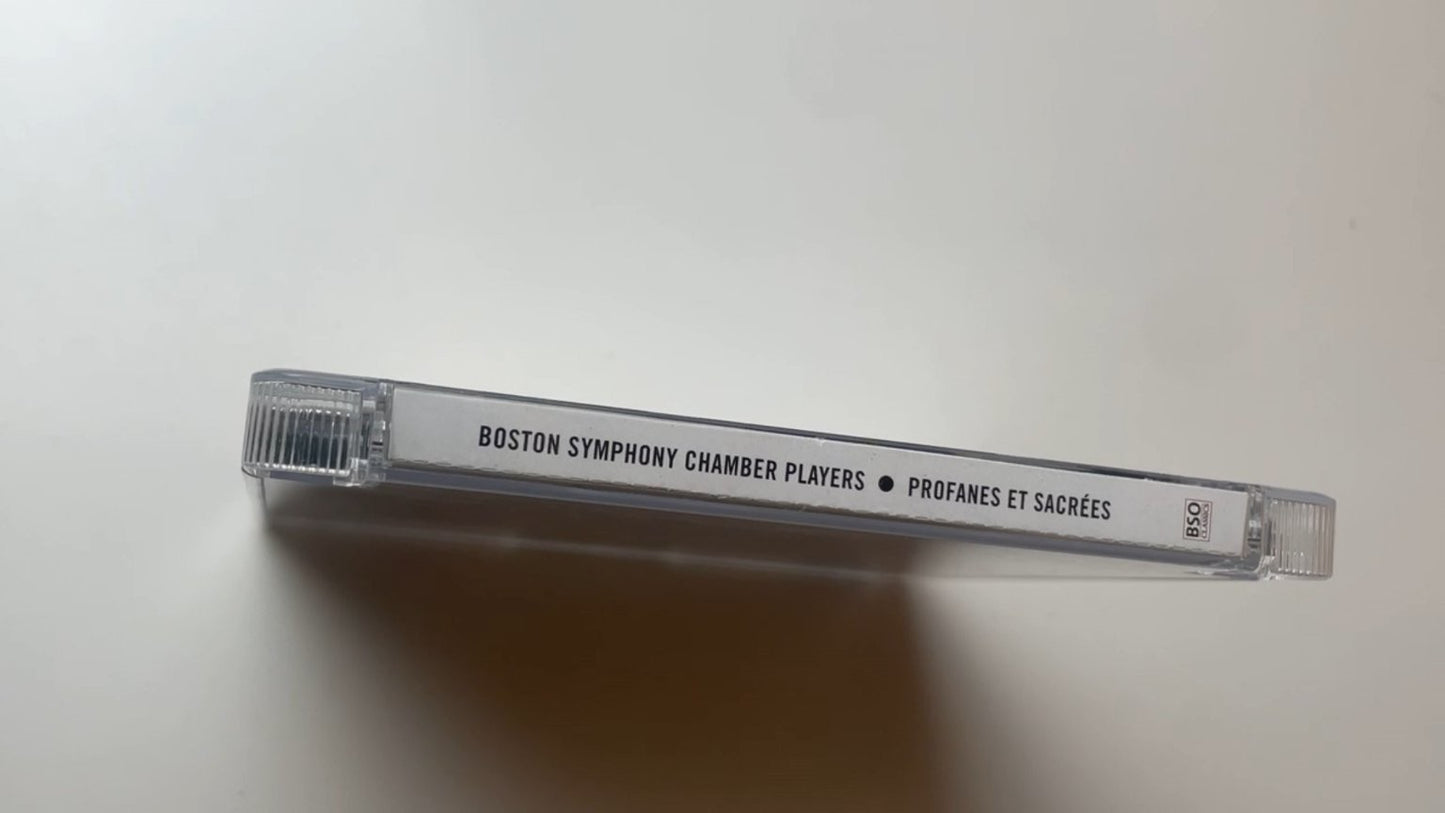 BOSTON SYMPHONY CHAMBER PLAYERS ● PROFANES ET SACRÉES
BSO
CLASSICS